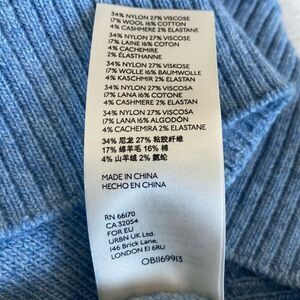 34% NYLON 27% VISCOSE
17% WOOL 16% COTTON
4% CASHMERE 2% ELASTANE
34% NYLON 27% VISCOSE
17% LAINE 16% COTON
4% CACHEMIRE
2% ÉLASTHANNE
34% NYLON 27% VISKOSE
17% WOLLE 16% BAUMWOLLE
4% KASCHMIR 2% ELASTAN
34% NYLON 27% VISCOSA
17% LANA 16% COTONE
4% CASHMERE 2% ELASTAN
34% NYLON 27% VISCOSA
17% LANA 16% ALGODÓN
4% CACHEMIRA 2% ELASTANE
34% 尼龙 27% 粘胶纤维
17% 绵羊毛 16% 棉
4% 山羊绒 2% 氨纶
MADE IN CHINA
HECHO EN CHINA
RN 66170
CA 32054
FOR EU
URBN UK Ltd.
146 Brick Lane,
LONDON E1 6RU
OB1169913